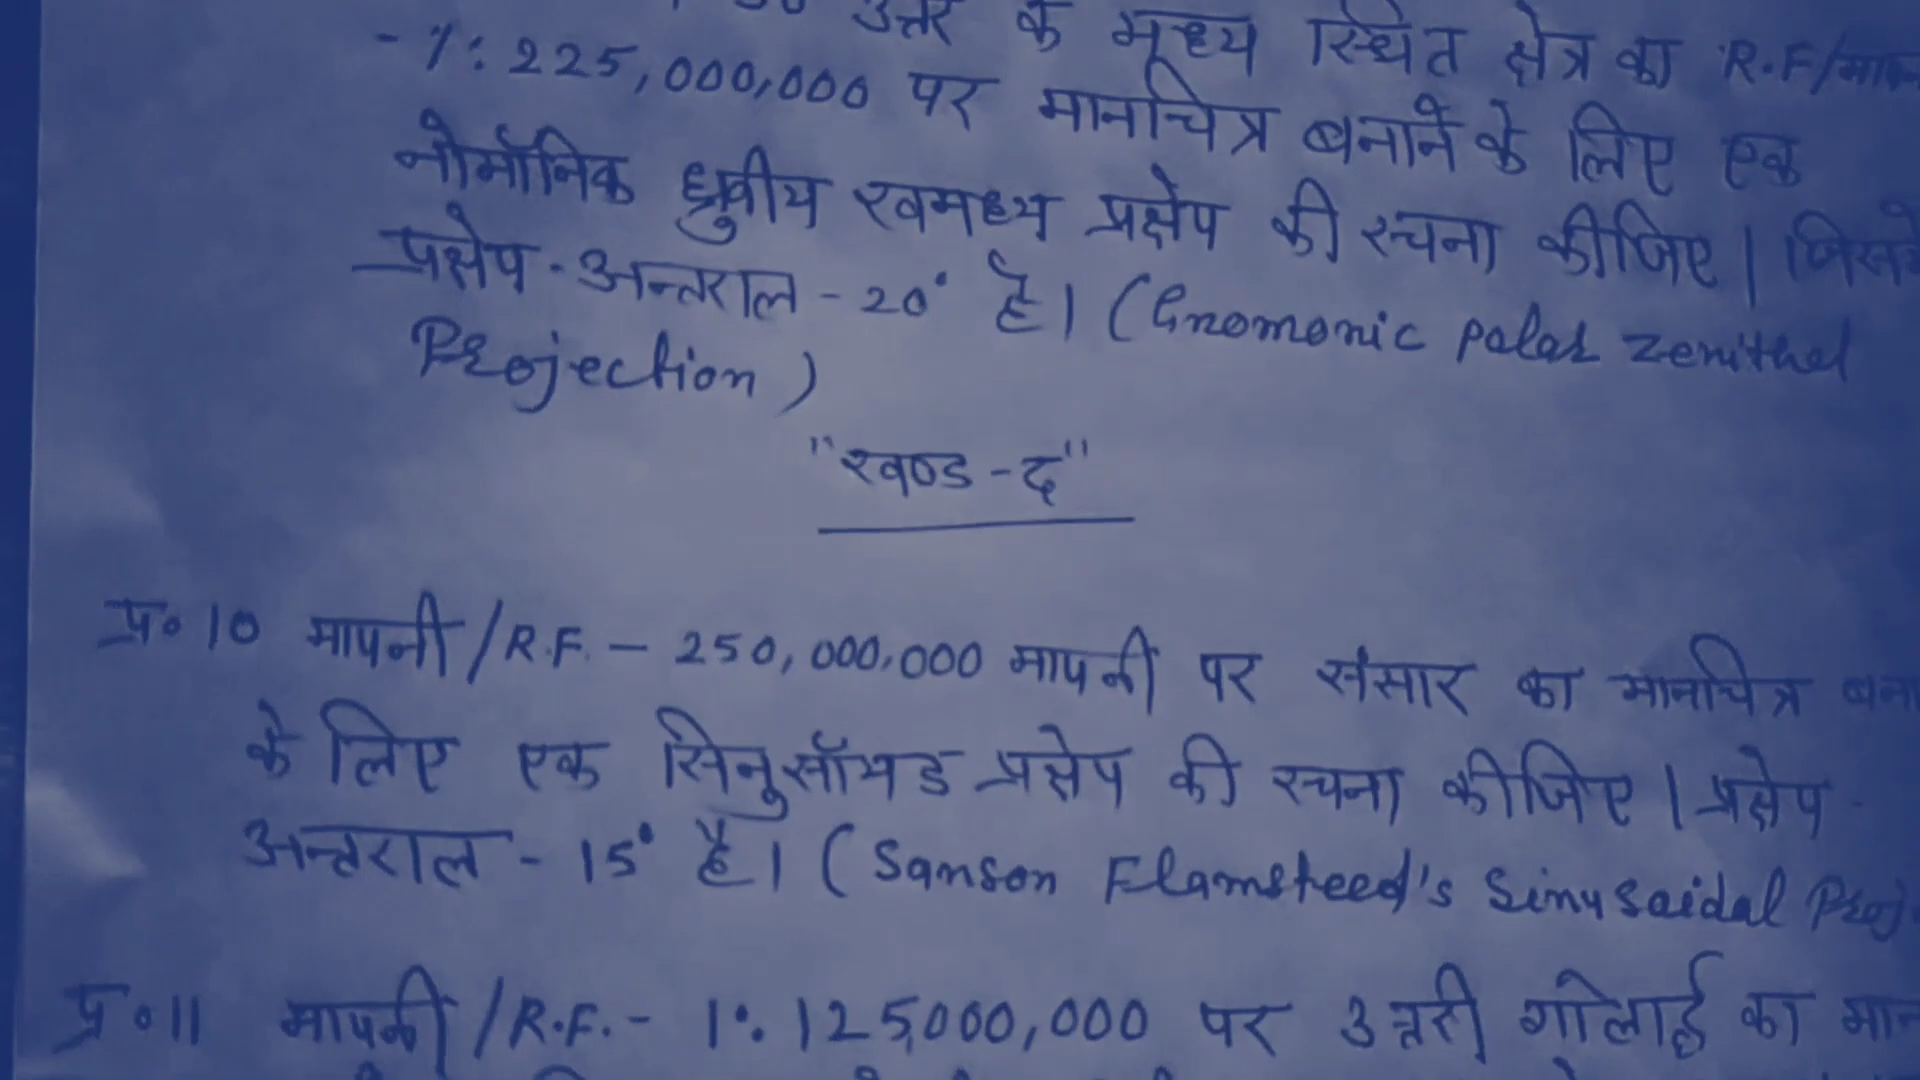 उत्तर के मध्य स्थित क्षेत्र का R.F/
- 1: 225,000,000 पर मानचित्र बनाने के लिए एक
नोमॉनिक ध्रुवीय खमध्य प्रक्षेप की रचना कीजिए। जिसमें
प्रक्षेप-अन्तराल - 20° है। (Gnomonic Polar Zenithal
Projection)
"खण्ड-द"
प्र० 10 मापनी/R.F. - 250,000,000 मापनी पर संसार का मानचित्र
के लिए एक सिनुसॉयड प्रक्षेप की रचना कीजिए। प्रक्षेप
अन्तराल - 15° है। (Sanson Flamsteed's Sinusoidal
प्र० 11 मापनी/R.F. - 1: 125,000,000 पर उत्तरी गोलार्द्ध का